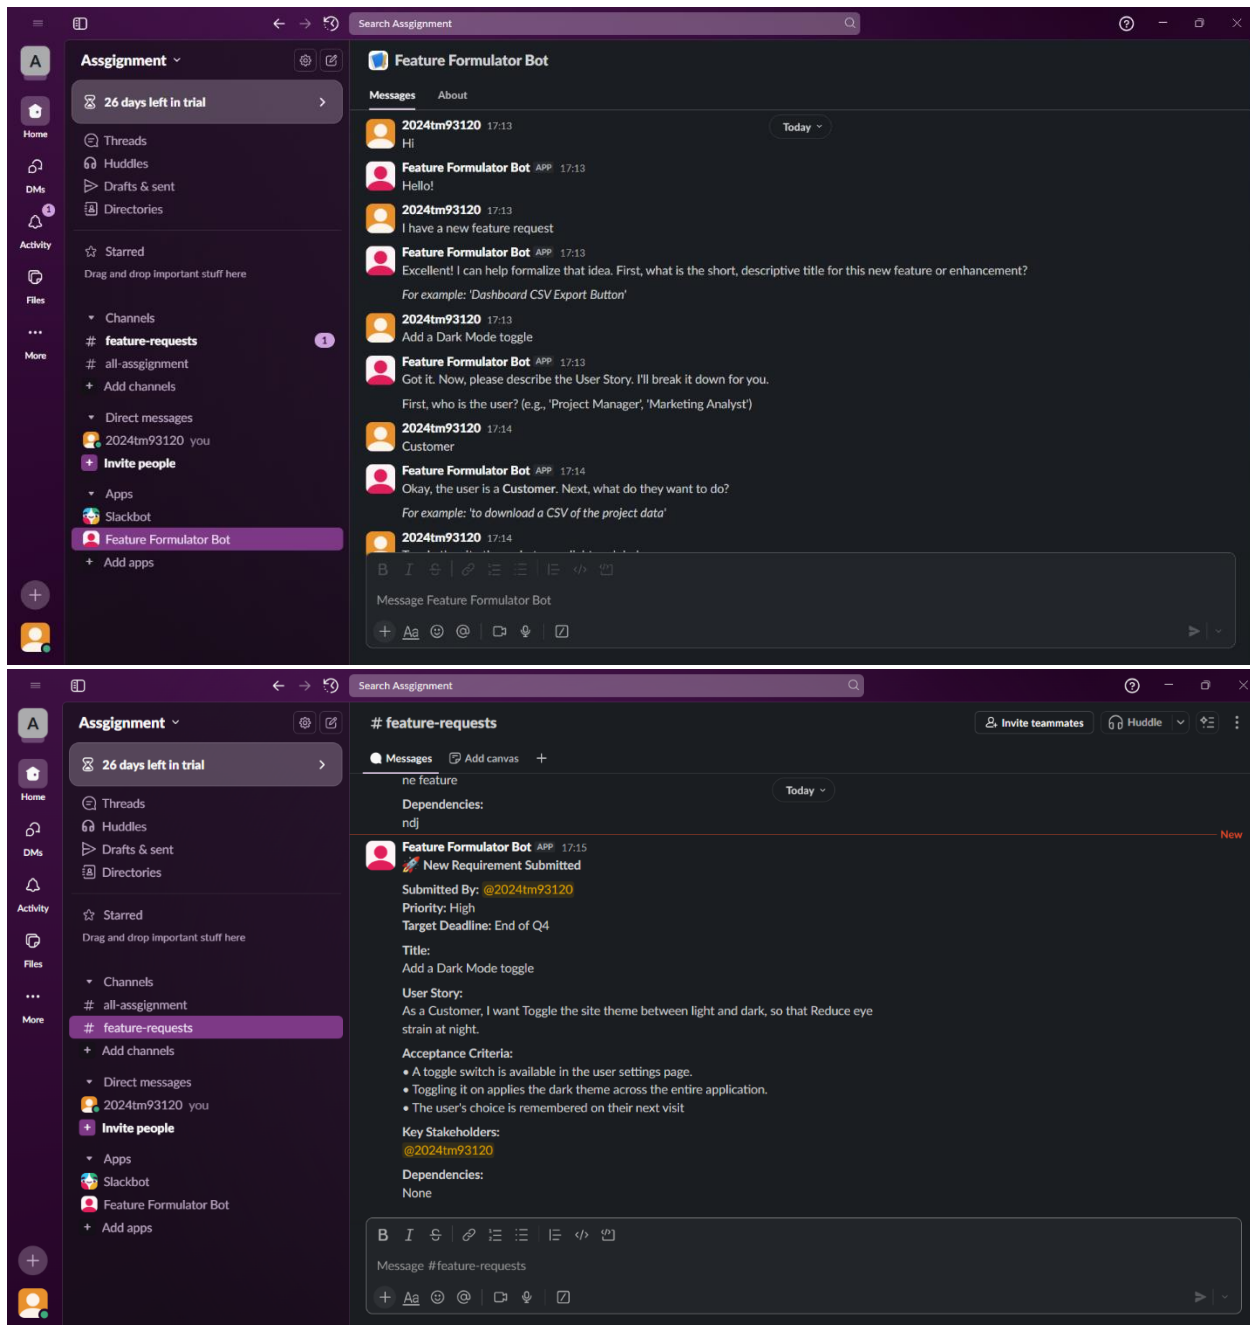 Search Assgignment
A
Assgignment
Feature Formulator Bot
26 days left in trial
Messages
About
Home
Threads
Huddles
DMs
Drafts & sent
Directories
1
Activity
Starred
Drag and drop important stuff here
Files
More
Channels
# feature-requests
1
# all-assgignment
+ Add channels
Direct messages
2024tm93120 you
+ Invite people
Apps
Slackbot
Feature Formulator Bot
+ Add apps
Today
2024tm93120 17:13
Hi
Feature Formulator Bot APP 17:13
Hello!
2024tm93120 17:13
I have a new feature request
Feature Formulator Bot APP 17:13
Excellent! I can help formalize that idea. First, what is the short, descriptive title for this new feature or enhancement?
For example: 'Dashboard CSV Export Button'
2024tm93120 17:13
Add a Dark Mode toggle
Feature Formulator Bot APP 17:13
Got it. Now, please describe the User Story. I'll break it down for you.
First, who is the user? (e.g., 'Project Manager', 'Marketing Analyst')
2024tm93120 17:14
Customer
Feature Formulator Bot APP 17:14
Okay, the user is a Customer. Next, what do they want to do?
For example: 'to download a CSV of the project data'
2024tm93120 17:14
B I S
Message Feature Formulator Bot
+ Aa @
Search Assgignment
A
Assgignment
# feature-requests
Invite teammates
Huddle
26 days left in trial
Messages
Add canvas
+
Home
Threads
Huddles
DMs
Drafts & sent
Directories
Activity
Starred
Drag and drop important stuff here
Files
More
Channels
# all-assgignment
# feature-requests
+ Add channels
Direct messages
2024tm93120 you
+ Invite people
Apps
Slackbot
Feature Formulator Bot
+ Add apps
ne feature
Today
Dependencies:
ndj
New
Feature Formulator Bot APP 17:15
🚀 New Requirement Submitted
Submitted By: @2024tm93120
Priority: High
Target Deadline: End of Q4
Title:
Add a Dark Mode toggle
User Story:
As a Customer, I want Toggle the site theme between light and dark, so that Reduce eye
strain at night.
Acceptance Criteria:
• A toggle switch is available in the user settings page.
• Toggling it on applies the dark theme across the entire application.
• The user's choice is remembered on their next visit
Key Stakeholders:
@2024tm93120
Dependencies:
None
B I S
Message #feature-requests
+ Aa @